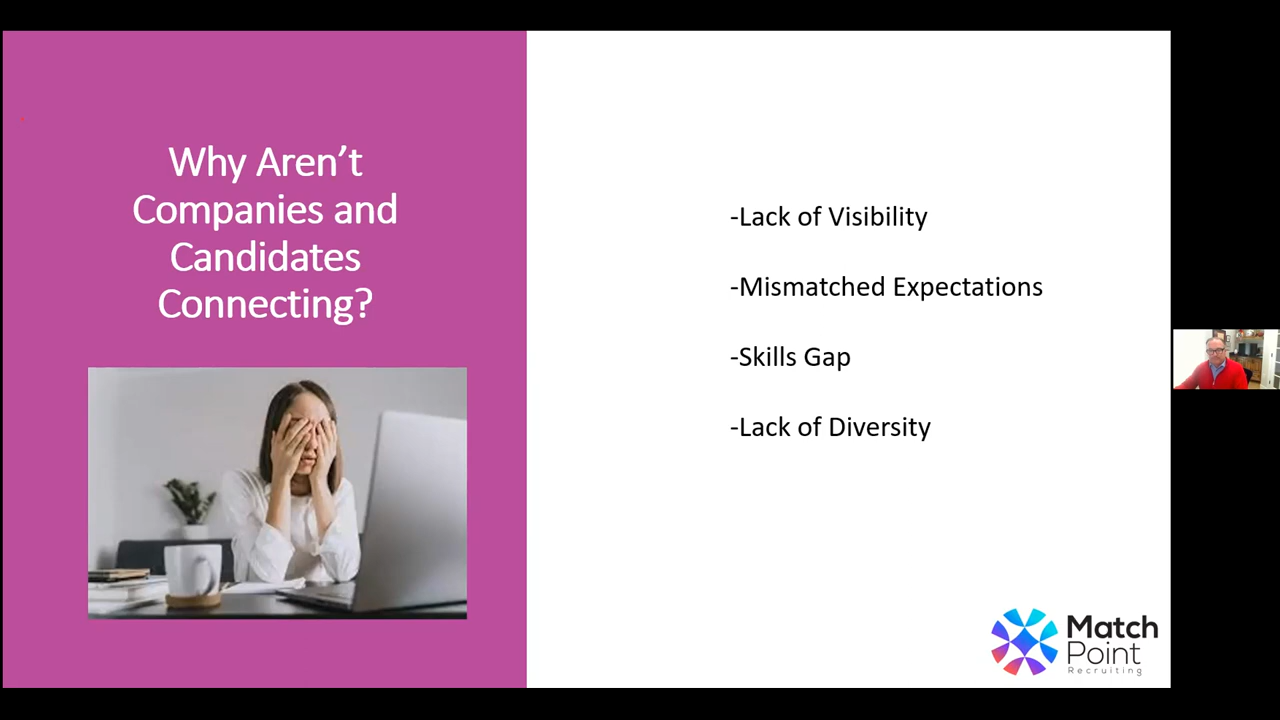 Why Aren’t
Companies and
Candidates
Connecting?
-Lack of Visibility
-Mismatched Expectations
-Skills Gap
-Lack of Diversity
Match
Point
Recruiting